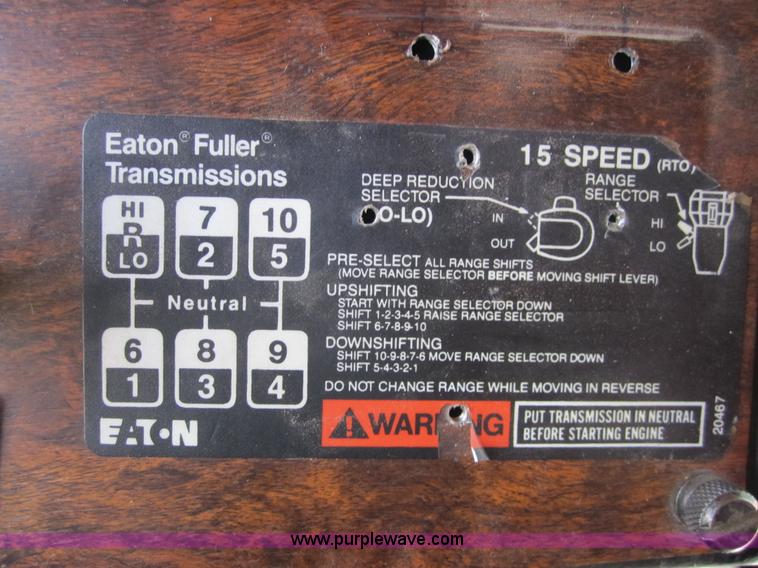 Eaton® Fuller®
Transmissions
15 SPEED (RTO)
DEEP REDUCTION
SELECTOR
O-LO)
IN
OUT
RANGE
SELECTOR
HI
LO
HI 7 10
R
LO 2 5
Neutral
6 8 9
1 3 4
EATON
PRE-SELECT ALL RANGE SHIFTS
(MOVE RANGE SELECTOR BEFORE MOVING SHIFT LEVER)
UPSHIFTING
START WITH RANGE SELECTOR DOWN
SHIFT 1-2-3-4-5 RAISE RANGE SELECTOR
SHIFT 6-7-8-9-10
DOWNSHIFTING
SHIFT 10-9-8-7-6 MOVE RANGE SELECTOR DOWN
SHIFT 5-4-3-2-1
DO NOT CHANGE RANGE WHILE MOVING IN REVERSE
WARNING
PUT TRANSMISSION IN NEUTRAL
BEFORE STARTING ENGINE
20467
www.purplewave.com